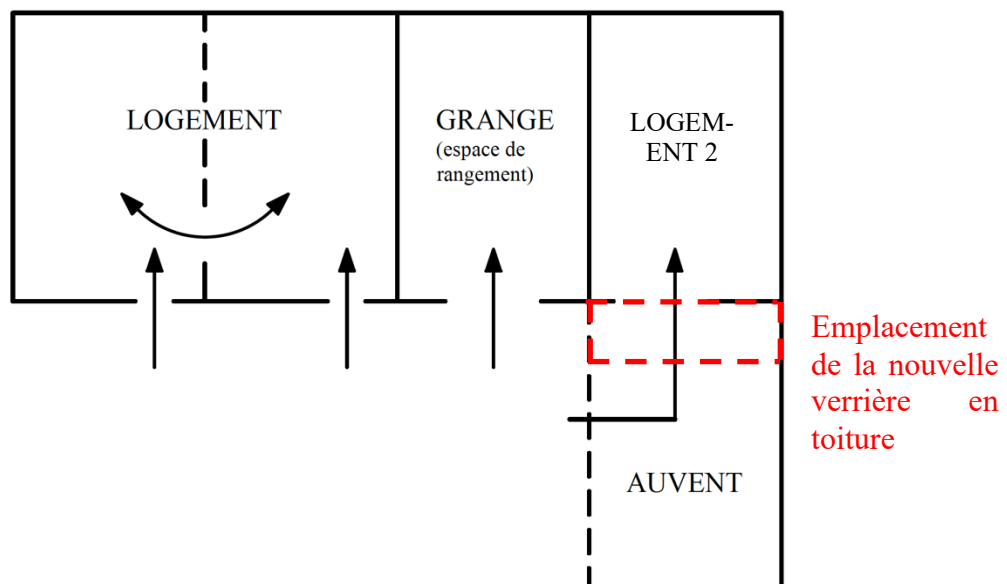 LOGEMENT
GRANGE
(espace de
rangement)
LOGEM-
ENT 2
Emplacement
de la nouvelle
verrière en
toiture
AUVENT